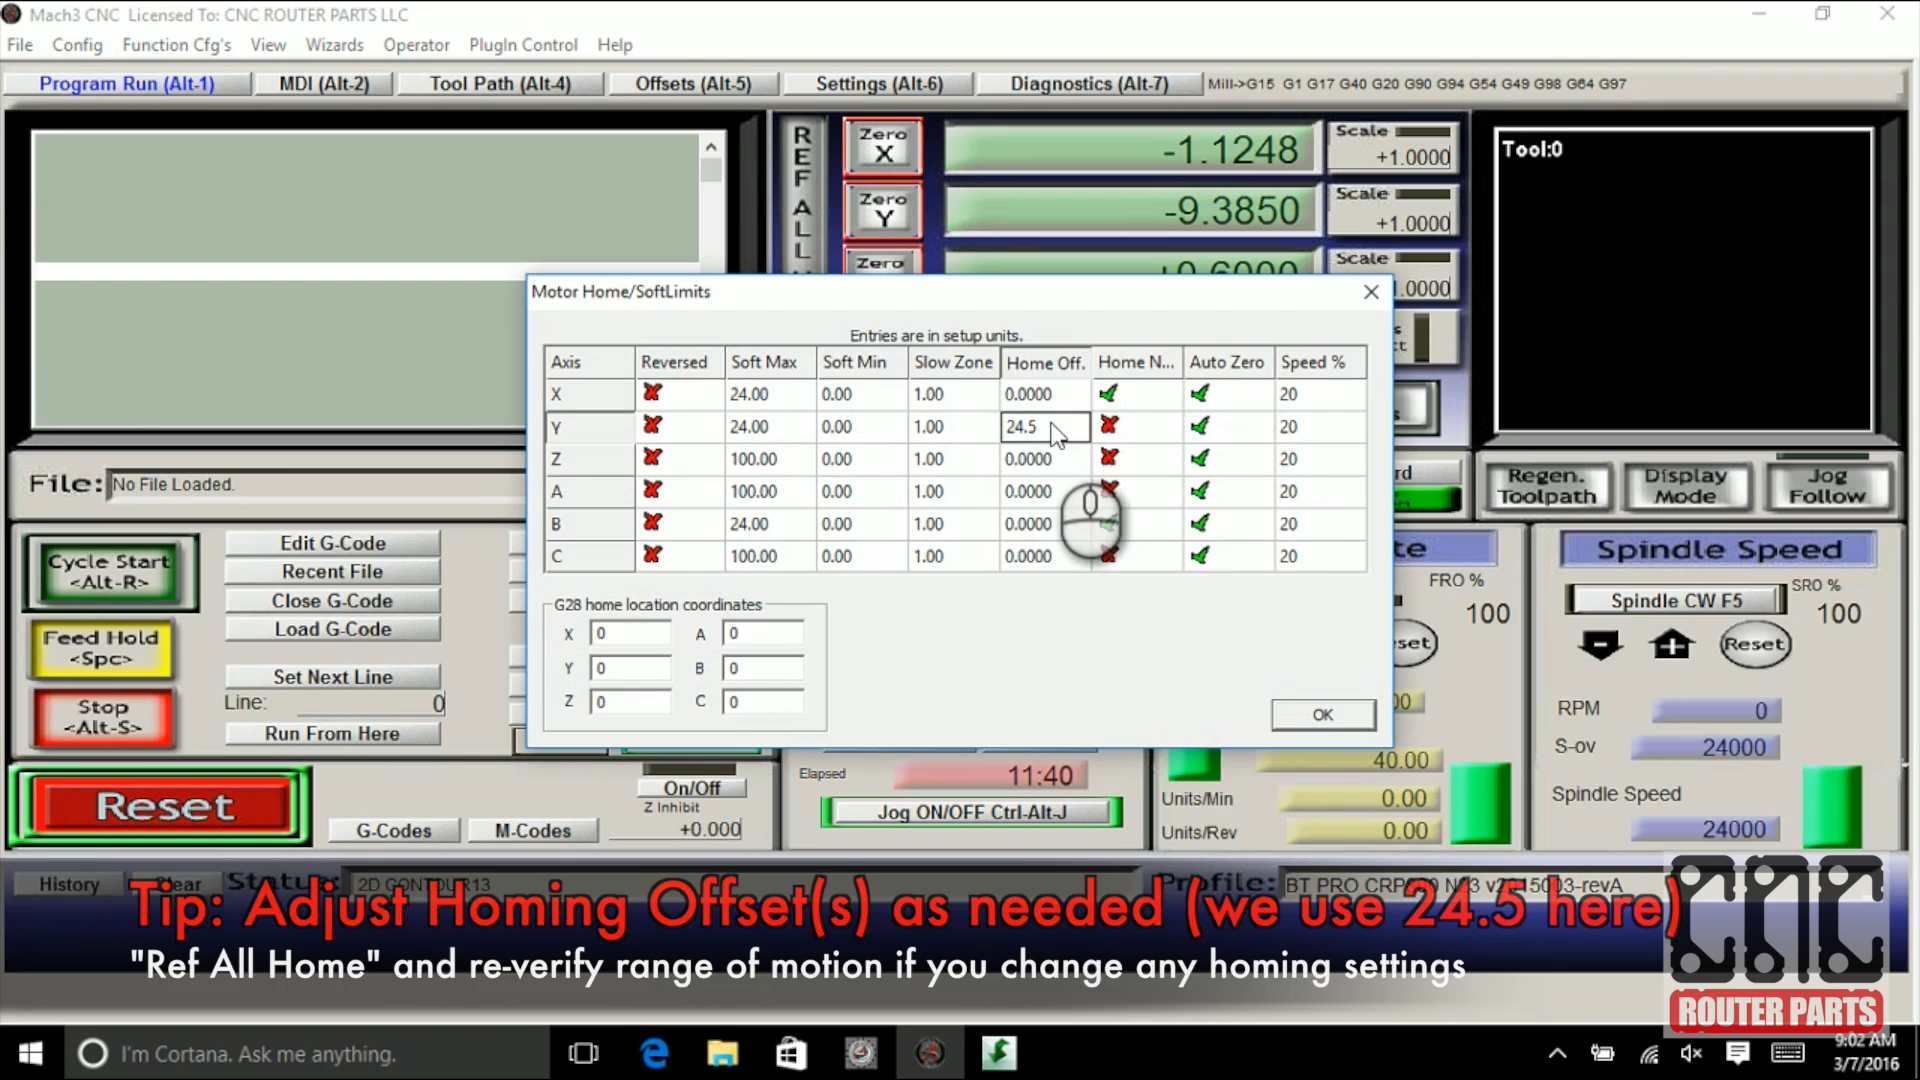 Mach3 CNC Licensed To: CNC ROUTER PARTS LLC
File Config Function Cfg's View Wizards Operator PlugIn Control Help
Program Run (Alt-1) MDI (Alt-2) Tool Path (Alt-4) Offsets (Alt-5) Settings (Alt-6) Diagnostics (Alt-7) Mill->G15 G1 G17 G40 G20 G90 G94 G54 G49 G98 G64 G97
REF ALL
Zero X -1.1248 Scale +1.0000
Zero Y -9.3850 Scale +1.0000
Zero +0.6000 Scale
Tool:0
Motor Home/SoftLimits
Entries are in setup units.
Axis Reversed Soft Max Soft Min Slow Zone Home Off. Home N... Auto Zero Speed %
X 24.00 0.00 1.00 0.0000 20
Y 24.00 0.00 1.00 24.5 20
Z 100.00 0.00 1.00 0.0000 20
A 100.00 0.00 1.00 0.0000 20
B 24.00 0.00 1.00 0.0000 20
C 100.00 0.00 1.00 0.0000 20
G28 home location coordinates
X 0 A 0
Y 0 B 0
Z 0 C 0
OK
File: No File Loaded.
Regen. Toolpath
Display Mode
Jog Follow
Cycle Start <Alt-R>
Feed Hold <Spc>
Stop <Alt-S>
Edit G-Code
Recent File
Close G-Code
Load G-Code
Set Next Line
Line: 0
Run From Here
Reset
G-Codes M-Codes
On/Off
Z Inhibit
+0.000
Elapsed 11:40
Jog ON/OFF Ctrl-Alt-J
FRO %
100
40.00
Units/Min 0.00
Units/Rev 0.00
Spindle Speed
Spindle CW F5
SRO %
100
Reset
RPM 0
S-ov 24000
Spindle Speed
24000
History Clear Status: 2D CONTOUR13 Profile:
Tip: Adjust Homing Offset(s) as needed (we use 24.5 here)
"Ref All Home" and re-verify range of motion if you change any homing settings
CNC
ROUTER PARTS
I'm Cortana. Ask me anything.
9:02 AM
3/7/2016